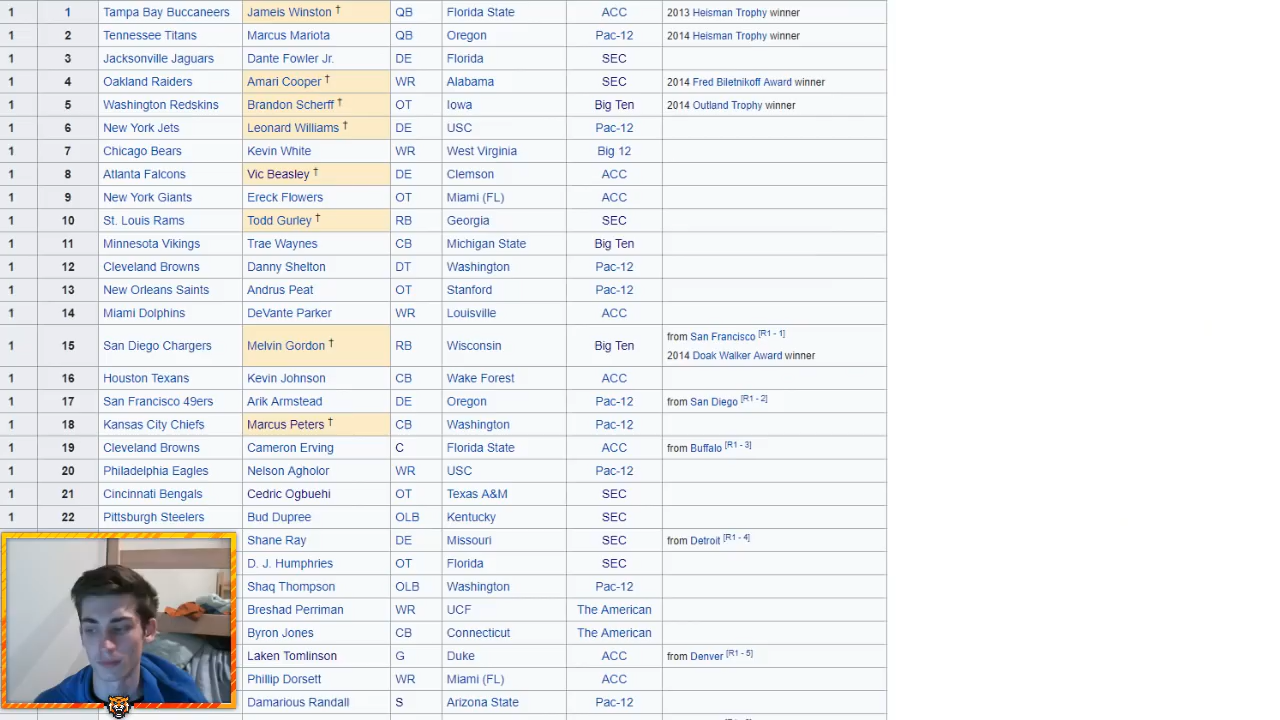 1 1 Tampa Bay Buccaneers Jameis Winston † QB Florida State ACC 2013 Heisman Trophy winner
1 2 Tennessee Titans Marcus Mariota QB Oregon Pac-12 2014 Heisman Trophy winner
1 3 Jacksonville Jaguars Dante Fowler Jr. DE Florida SEC
1 4 Oakland Raiders Amari Cooper † WR Alabama SEC 2014 Fred Biletnikoff Award winner
1 5 Washington Redskins Brandon Scherff † OT Iowa Big Ten 2014 Outland Trophy winner
1 6 New York Jets Leonard Williams † DE USC Pac-12
1 7 Chicago Bears Kevin White WR West Virginia Big 12
1 8 Atlanta Falcons Vic Beasley † DE Clemson ACC
1 9 New York Giants Ereck Flowers OT Miami (FL) ACC
1 10 St. Louis Rams Todd Gurley † RB Georgia SEC
1 11 Minnesota Vikings Trae Waynes CB Michigan State Big Ten
1 12 Cleveland Browns Danny Shelton DT Washington Pac-12
1 13 New Orleans Saints Andrus Peat OT Stanford Pac-12
1 14 Miami Dolphins DeVante Parker WR Louisville ACC
1 15 San Diego Chargers Melvin Gordon † RB Wisconsin Big Ten from San Francisco [R1 - 1]
2014 Doak Walker Award winner
1 16 Houston Texans Kevin Johnson CB Wake Forest ACC
1 17 San Francisco 49ers Arik Armstead DE Oregon Pac-12 from San Diego [R1 - 2]
1 18 Kansas City Chiefs Marcus Peters † CB Washington Pac-12
1 19 Cleveland Browns Cameron Erving C Florida State ACC from Buffalo [R1 - 3]
1 20 Philadelphia Eagles Nelson Agholor WR USC Pac-12
1 21 Cincinnati Bengals Cedric Ogbuehi OT Texas A&M SEC
1 22 Pittsburgh Steelers Bud Dupree OLB Kentucky SEC
Shane Ray DE Missouri SEC from Detroit [R1 - 4]
D. J. Humphries OT Florida SEC
Shaq Thompson OLB Washington Pac-12
Breshad Perriman WR UCF The American
Byron Jones CB Connecticut The American
Laken Tomlinson G Duke ACC from Denver [R1 - 5]
Phillip Dorsett WR Miami (FL) ACC
Damarious Randall S Arizona State Pac-12